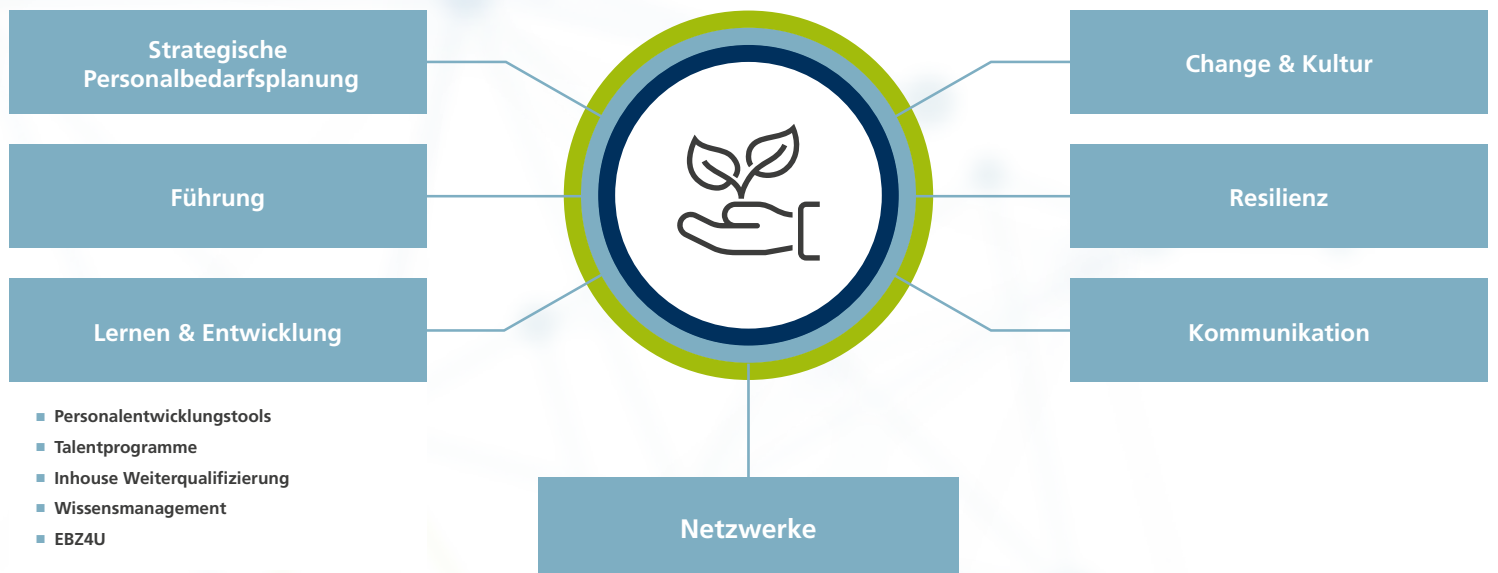 Strategische
Personalbedarfsplanung
Führung
Lernen & Entwicklung
Personalentwicklungstools
Talentprogramme
Inhouse Weiterqualifizierung
Wissensmanagement
EBZ4U
Change & Kultur
Resilienz
Kommunikation
Netzwerke